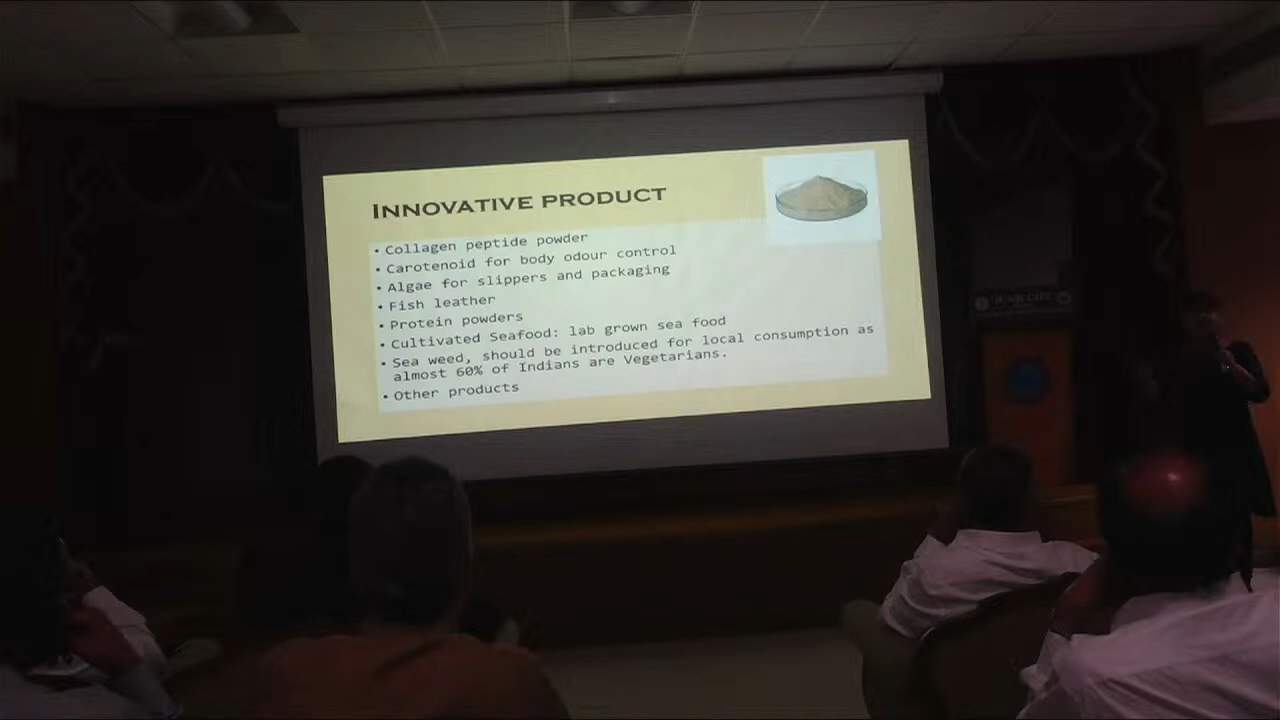 INNOVATIVE PRODUCT
• Collagen peptide powder
• Carotenoid for body odour control
• Algae for slippers and packaging
• Fish leather
• Protein powders
• Cultivated Seafood: lab grown sea food
• Sea weed, should be introduced for local consumption as
almost 60% of Indians are Vegetarians.
• Other products